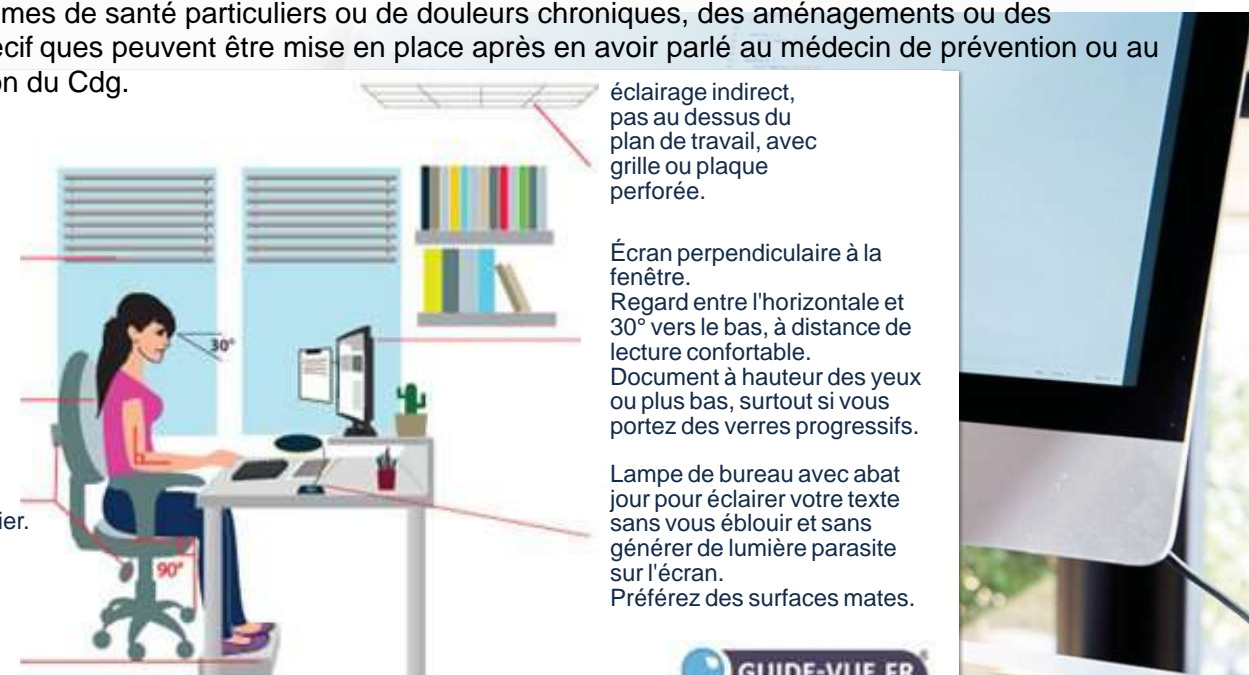 mes de santé particuliers ou de douleurs chroniques, des aménagements ou des
cif ques peuvent être mise en place après en avoir parlé au médecin de prévention ou au
on du Cdg.
éclairage indirect,
pas au dessus du
plan de travail, avec
grille ou plaque
perforée.
Écran perpendiculaire à la
fenêtre.
Regard entre l'horizontale et
30° vers le bas, à distance de
lecture confortable.
Document à hauteur des yeux
ou plus bas, surtout si vous
portez des verres progressifs.
Lampe de bureau avec abat
jour pour éclairer votre texte
sans vous éblouir et sans
générer de lumière parasite
sur l'écran.
Préférez des surfaces mates.
30°
ier.
90°
GUIDE-VUE.FR